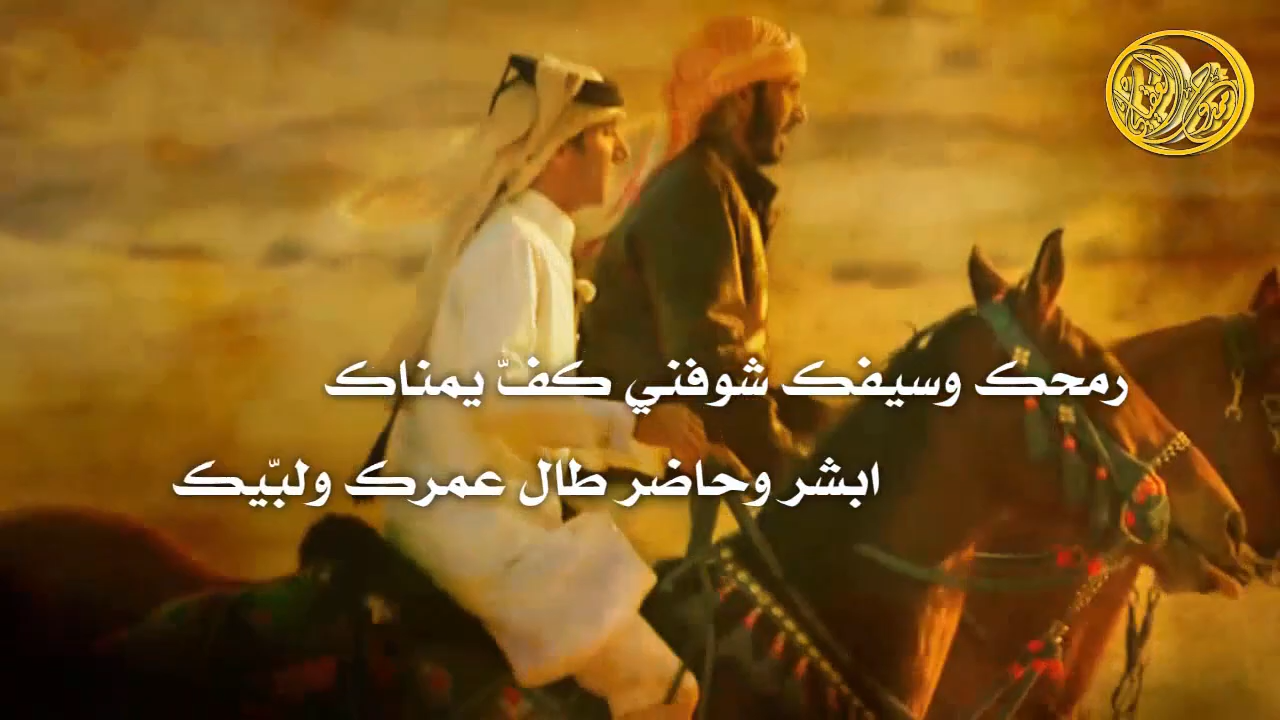 رمحك وسيفك شوفني كفّ يمناك
ابشر وحاضر طال عمرك ولبّيك